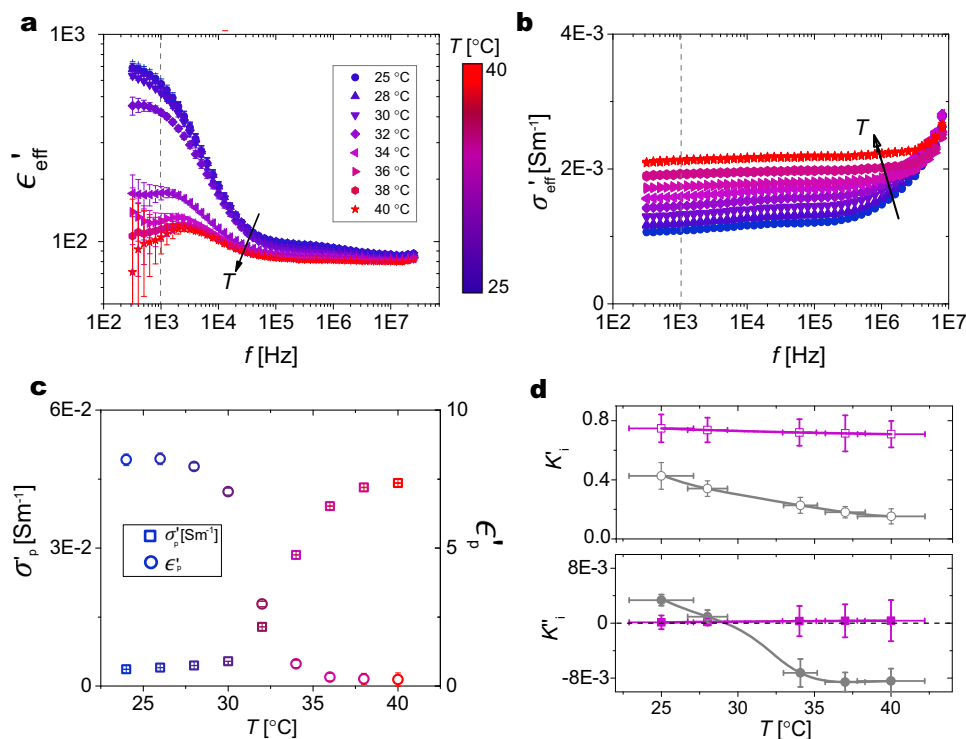 a
1E3
1E2
ϵ'eff
1E2 1E3 1E4 1E5 1E6 1E7
f [Hz]
T
25 °C
28 °C
30 °C
32 °C
34 °C
36 °C
38 °C
40 °C
T [°C]
40
25
b
4E-3
2E-3
0
σ'eff [Sm-1]
1E2 1E3 1E4 1E5 1E6 1E7
f [Hz]
T
c
6E-2
3E-2
0
σ'p [Sm-1]
σ'p [Sm-1]
ϵ'p
10
5
0
ϵ'p
25 30 35 40
T [°C]
d
0.8
0.4
0.0
K'i
8E-3
0
-8E-3
K''i
25 30 35 40
T [°C]